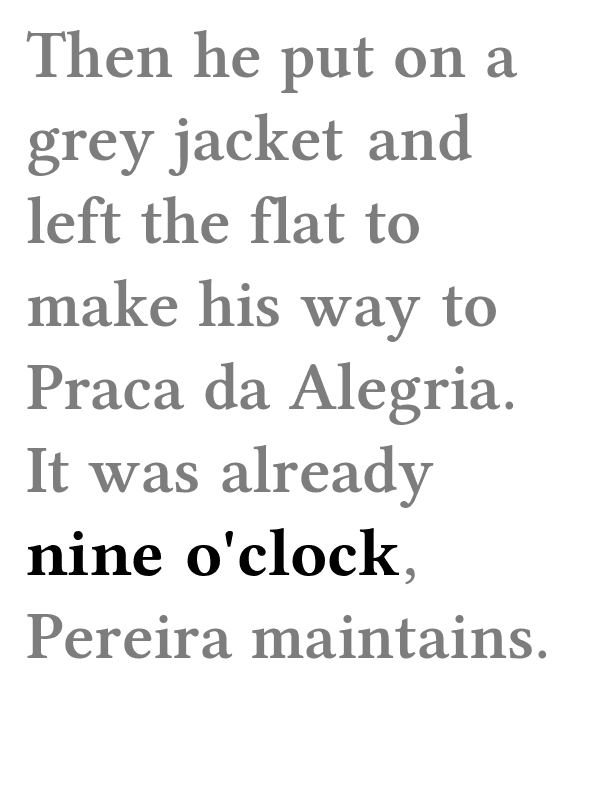 Then he put on a
grey jacket and
left the flat to
make his way to
Praca da Alegria.
It was already
nine o'clock,
Pereira maintains.